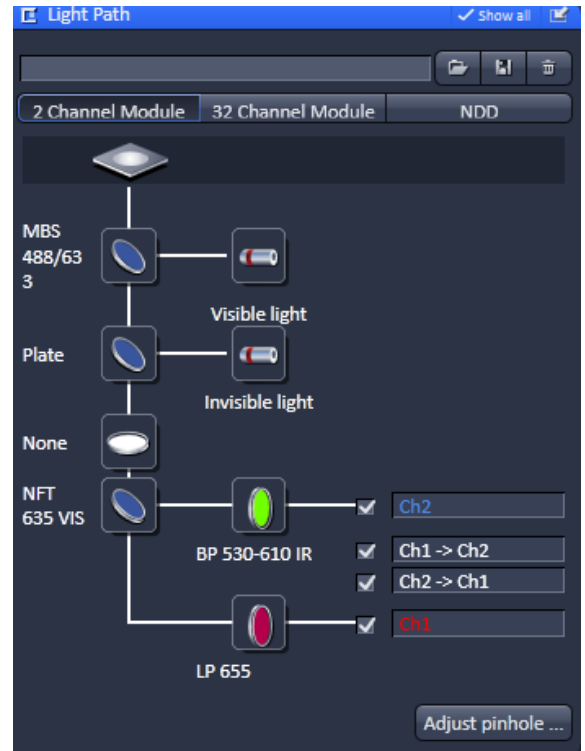 Light Path
Show all
2 Channel Module
32 Channel Module
NDD
MBS
488/63
3
Visible light
Plate
Invisible light
None
NFT
635 VIS
Ch2
BP 530-610 IR
Ch1 -> Ch2
Ch2 -> Ch1
Ch1
LP 655
Adjust pinhole ...